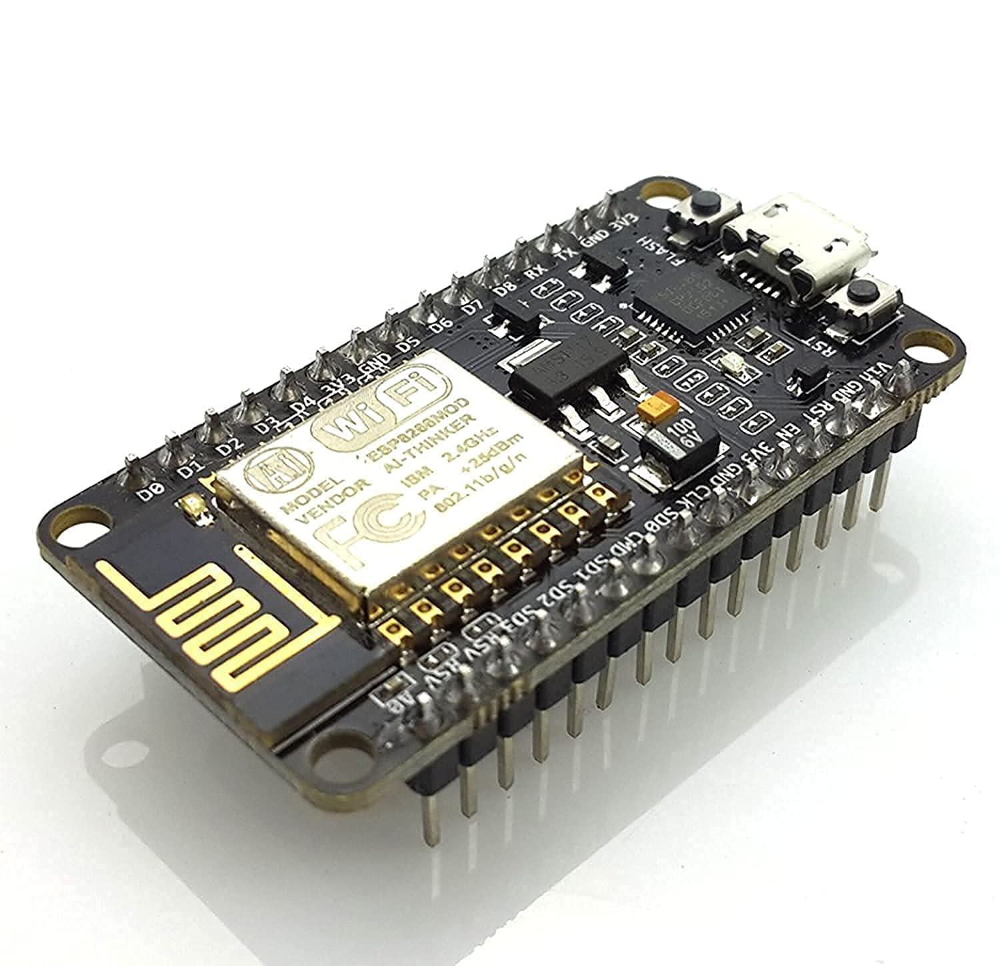 3V3
GND
TX
RX
D8
D7
D6
D5
GND
3V3
D4
D3
D2
D1
D0
FLASH
RST
WiFi
Ai
MODEL ESP8266MOD
VENDOR AI-THINKER
ISM 2.4GHz
PA +25dBm
802.11b/g/n
FC
100
6V
Vin
GND
RST
EN
3V3
GND
CLK
SD0
CMD
SD1
SD2
SD3
RSV
RSV
A0